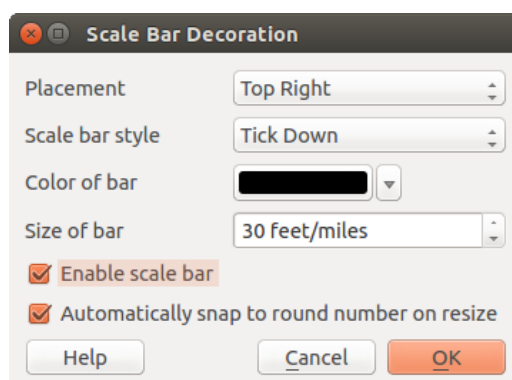 Scale Bar Decoration
Placement Top Right
Scale bar style Tick Down
Color of bar
Size of bar 30 feet/miles
Enable scale bar
Automatically snap to round number on resize
Help Cancel OK